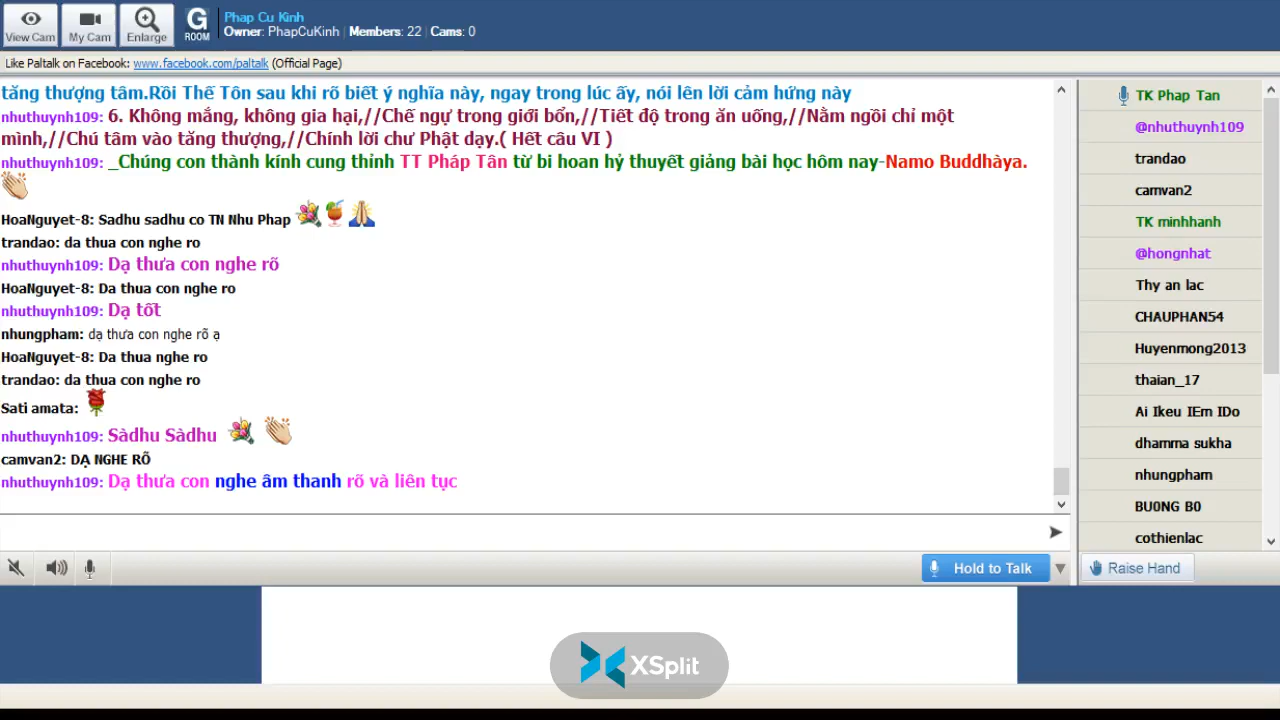 Phap Cu Kinh
Owner: PhapCuKinh | Members: 22 | Cams: 0
View Cam
My Cam
Enlarge
G
ROOM
Like Paltalk on Facebook: www.facebook.com/paltalk (Official Page)
tăng thượng tâm.Rồi Thế Tôn sau khi rõ biết ý nghĩa này, ngay trong lúc ấy, nói lên lời cảm hứng này
nhuthuynh109: 6. Không mắng, không gia hại,//Chế ngự trong giới bổn,//Tiết độ trong ăn uống,//Nằm ngồi chỉ một
mình,//Chú tâm vào tăng thượng,//Chính lời chư Phật dạy.( Hết câu VI )
nhuthuynh109: _Chúng con thành kính cung thỉnh TT Pháp Tân từ bi hoan hỷ thuyết giảng bài học hôm nay-Namo Buddhàya.
HoaNguyet-8: Sadhu sadhu co TN Nhu Phap
trandao: da thua con nghe ro
nhuthuynh109: Dạ thưa con nghe rõ
HoaNguyet-8: Da thua con nghe ro
nhuthuynh109: Dạ tốt
nhungpham: dạ thưa con nghe rõ ạ
HoaNguyet-8: Da thua nghe ro
trandao: da thua con nghe ro
Sati amata:
nhuthuynh109: Sàdhu Sàdhu
camvan2: DẠ NGHE RÕ
nhuthuynh109: Dạ thưa con nghe âm thanh rõ và liên tục
TK Phap Tan
@nhuthuynh109
trandao
camvan2
TK minhhanh
@hongnhat
Thy an lac
CHAUPHAN54
Huyenmong2013
thaian_17
Ai Ikeu IEm IDo
dhamma sukha
nhungpham
BU0NG B0
cothienlac
Hold to Talk
Raise Hand
XSplit